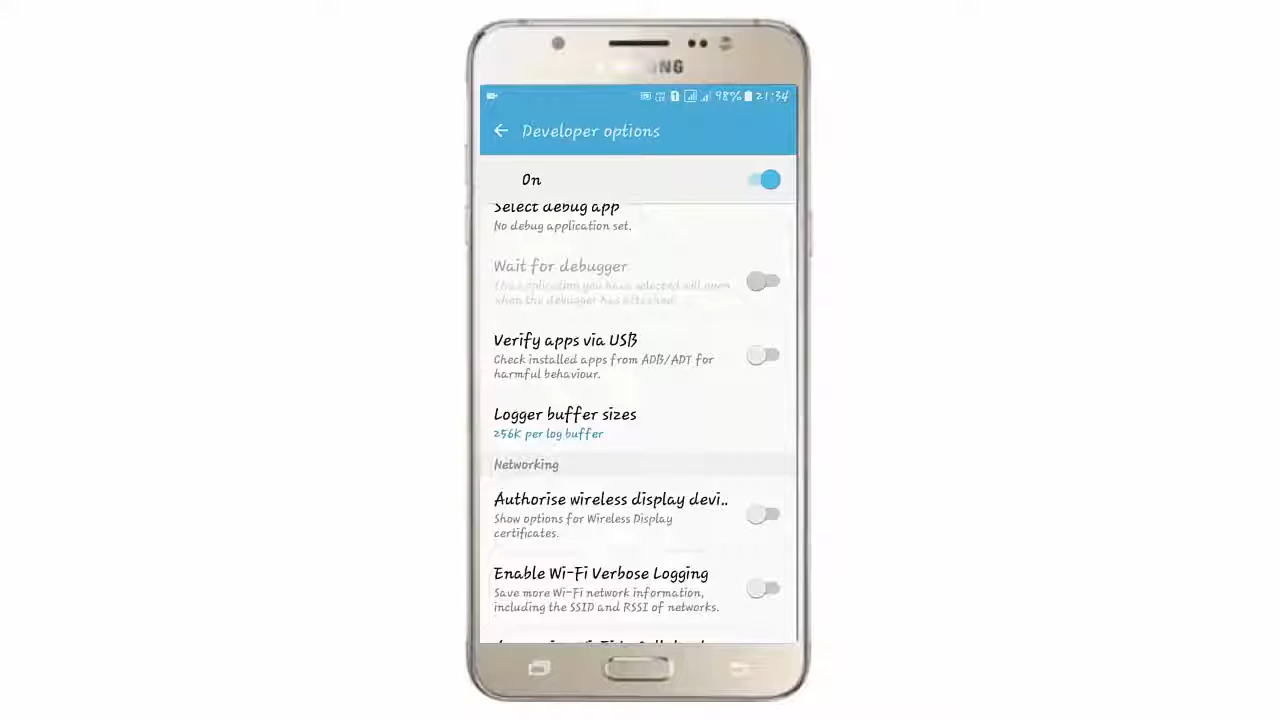 98% 21:34
Developer options
On
Select debug app
No debug application set.
Wait for debugger
The application you have selected will open
when the debugger has attached.
Verify apps via USB
Check installed apps from ADB/ADT for
harmful behaviour.
Logger buffer sizes
256K per log buffer
Networking
Authorise wireless display devi..
Show options for Wireless Display
certificates.
Enable Wi-Fi Verbose Logging
Save more Wi-Fi network information,
including the SSID and RSSI of networks.